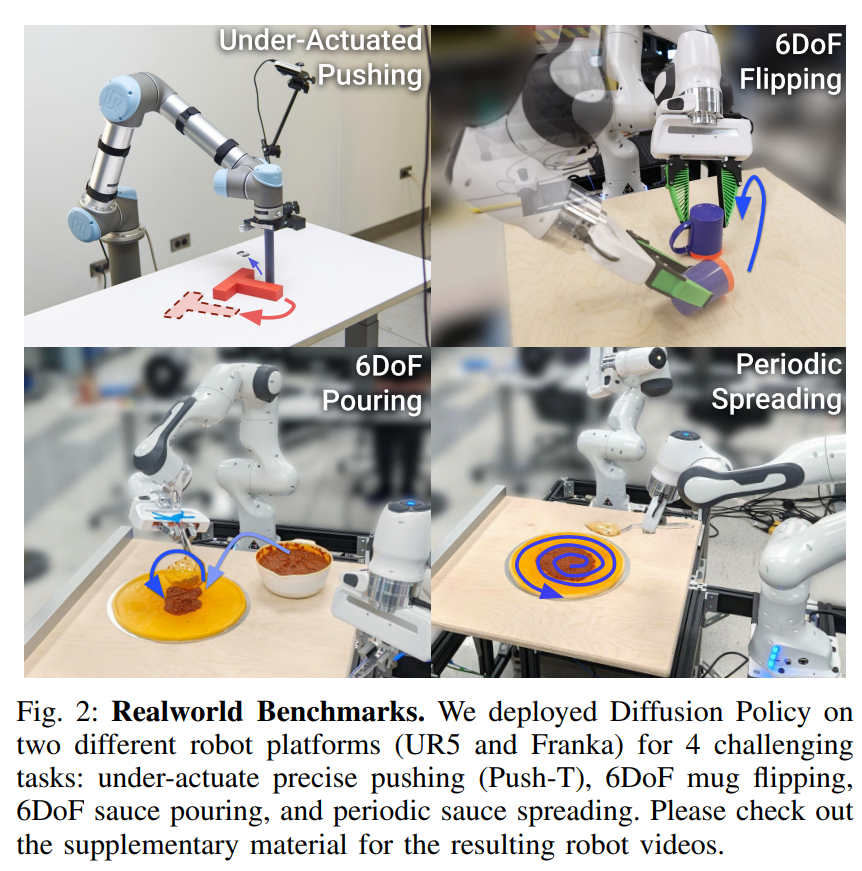 Under-Actuated
Pushing
6DoF
Flipping
6DoF
Pouring
Periodic
Spreading
Fig. 2: Realworld Benchmarks. We deployed Diffusion Policy on
two different robot platforms (UR5 and Franka) for 4 challenging
tasks: under-actuate precise pushing (Push-T), 6DoF mug flipping,
6DoF sauce pouring, and periodic sauce spreading. Please check out
the supplementary material for the resulting robot videos.